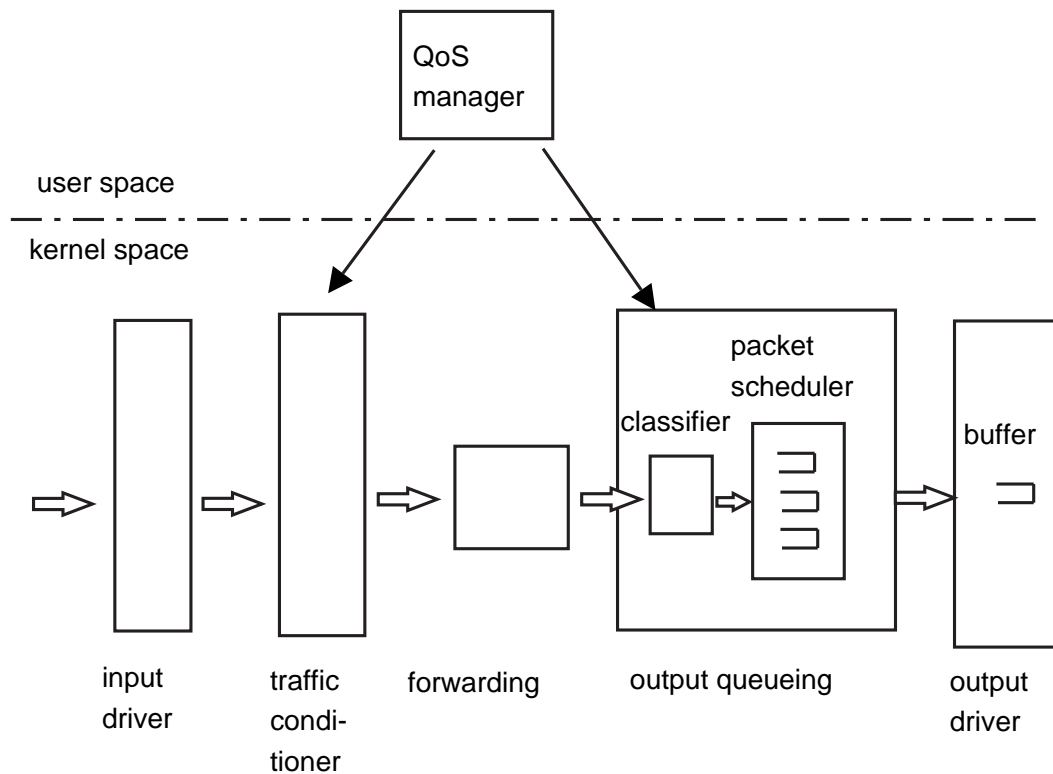 QoS
manager
user space
kernel space
packet
scheduler
classifier
buffer
input
driver
traffic
condi-
tioner
forwarding
output queueing
output
driver